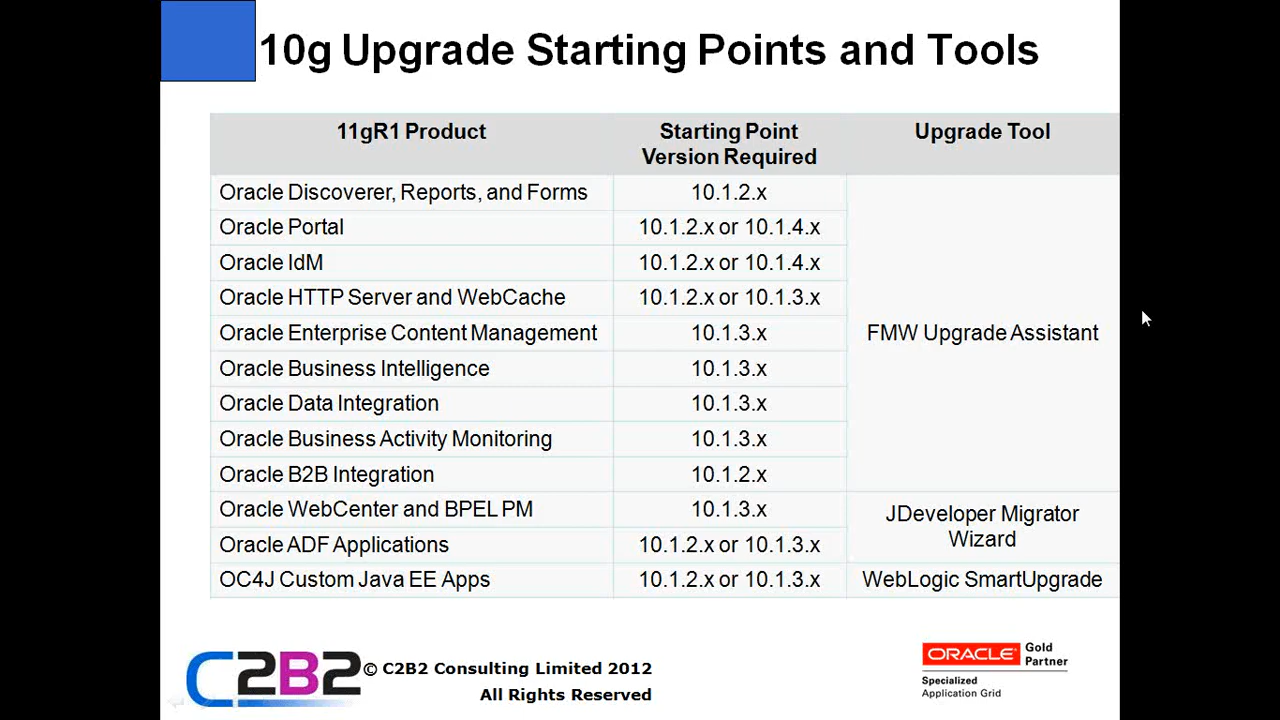 10g Upgrade Starting Points and Tools
11gR1 Product Starting Point Version Required Upgrade Tool
Oracle Discoverer, Reports, and Forms 10.1.2.x
Oracle Portal 10.1.2.x or 10.1.4.x
Oracle IdM 10.1.2.x or 10.1.4.x
Oracle HTTP Server and WebCache 10.1.2.x or 10.1.3.x
Oracle Enterprise Content Management 10.1.3.x FMW Upgrade Assistant
Oracle Business Intelligence 10.1.3.x
Oracle Data Integration 10.1.3.x
Oracle Business Activity Monitoring 10.1.3.x
Oracle B2B Integration 10.1.2.x
Oracle WebCenter and BPEL PM 10.1.3.x JDeveloper Migrator Wizard
Oracle ADF Applications 10.1.2.x or 10.1.3.x
OC4J Custom Java EE Apps 10.1.2.x or 10.1.3.x WebLogic SmartUpgrade
C2B2
© C2B2 Consulting Limited 2012
All Rights Reserved
ORACLE Gold Partner
Specialized
Application Grid